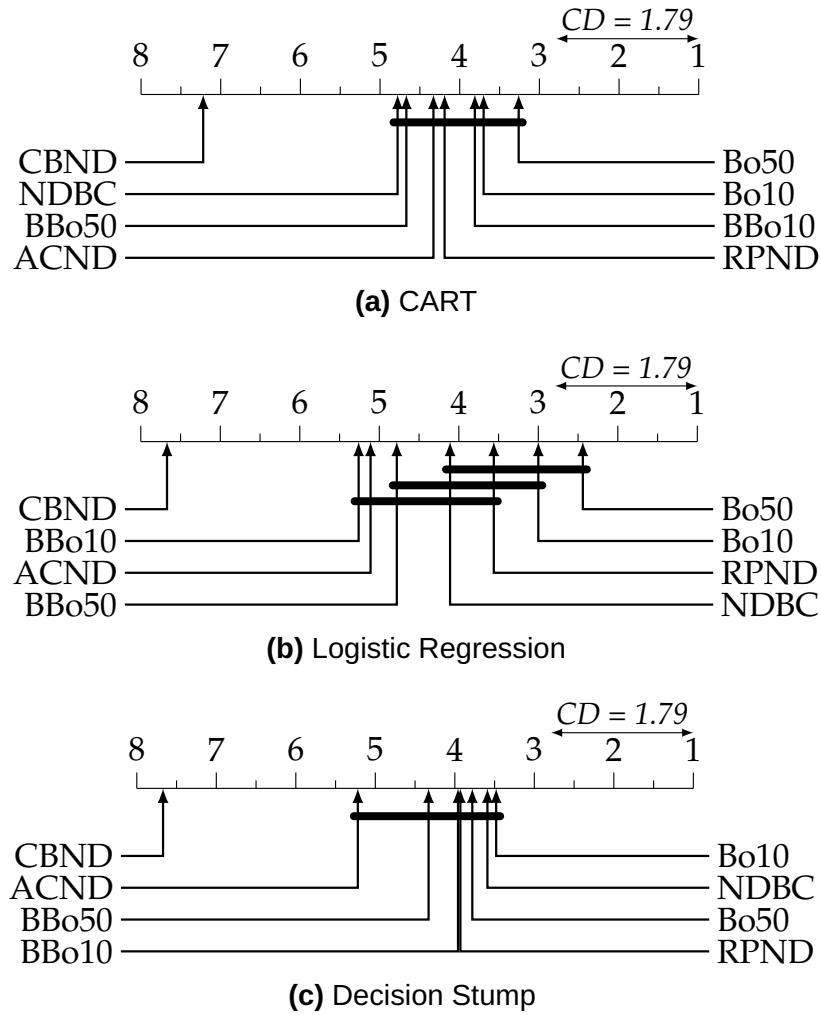 CD = 1.79
8 7 6 5 4 3 2 1
CBND Bo50
NDBC Bo10
BBo50 BBo10
ACND RPND
(a) CART
CD = 1.79
8 7 6 5 4 3 2 1
CBND Bo50
BBo10 Bo10
ACND RPND
BBo50 NDBC
(b) Logistic Regression
CD = 1.79
8 7 6 5 4 3 2 1
CBND Bo10
ACND NDBC
BBo50 Bo50
BBo10 RPND
(c) Decision Stump